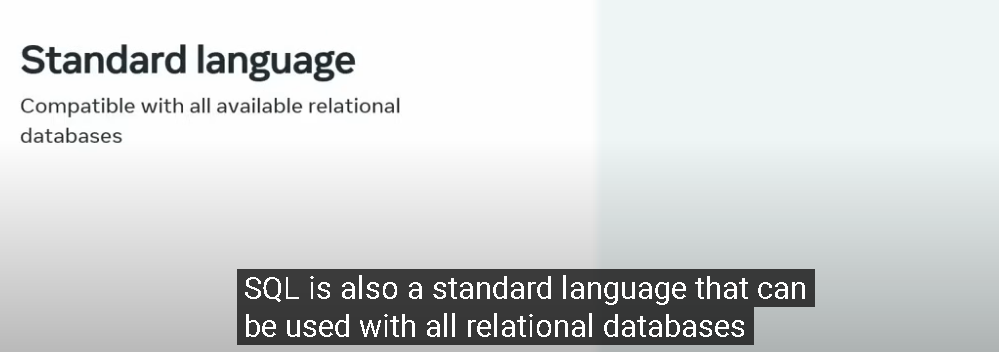 Standard language
Compatible with all available relational
databases
SQL is also a standard language that can
be used with all relational databases